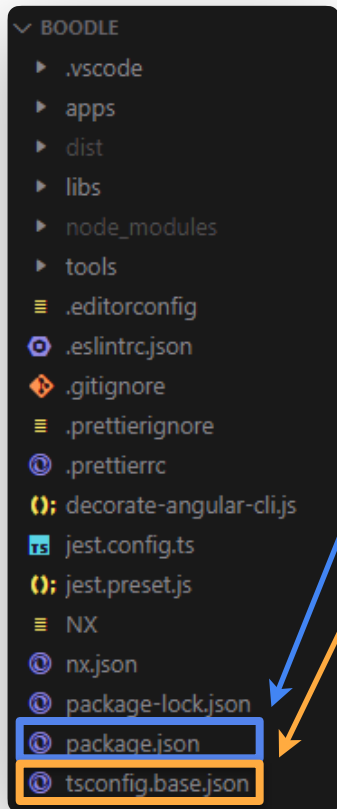 BOODLE
.vscode
apps
dist
libs
node_modules
tools
.editorconfig
.eslintrc.json
.gitignore
.prettierignore
.prettierrc
decorate-angular-cli.js
TS jest.config.ts
jest.preset.js
NX
nx.json
package-lock.json
package.json
tsconfig.base.json